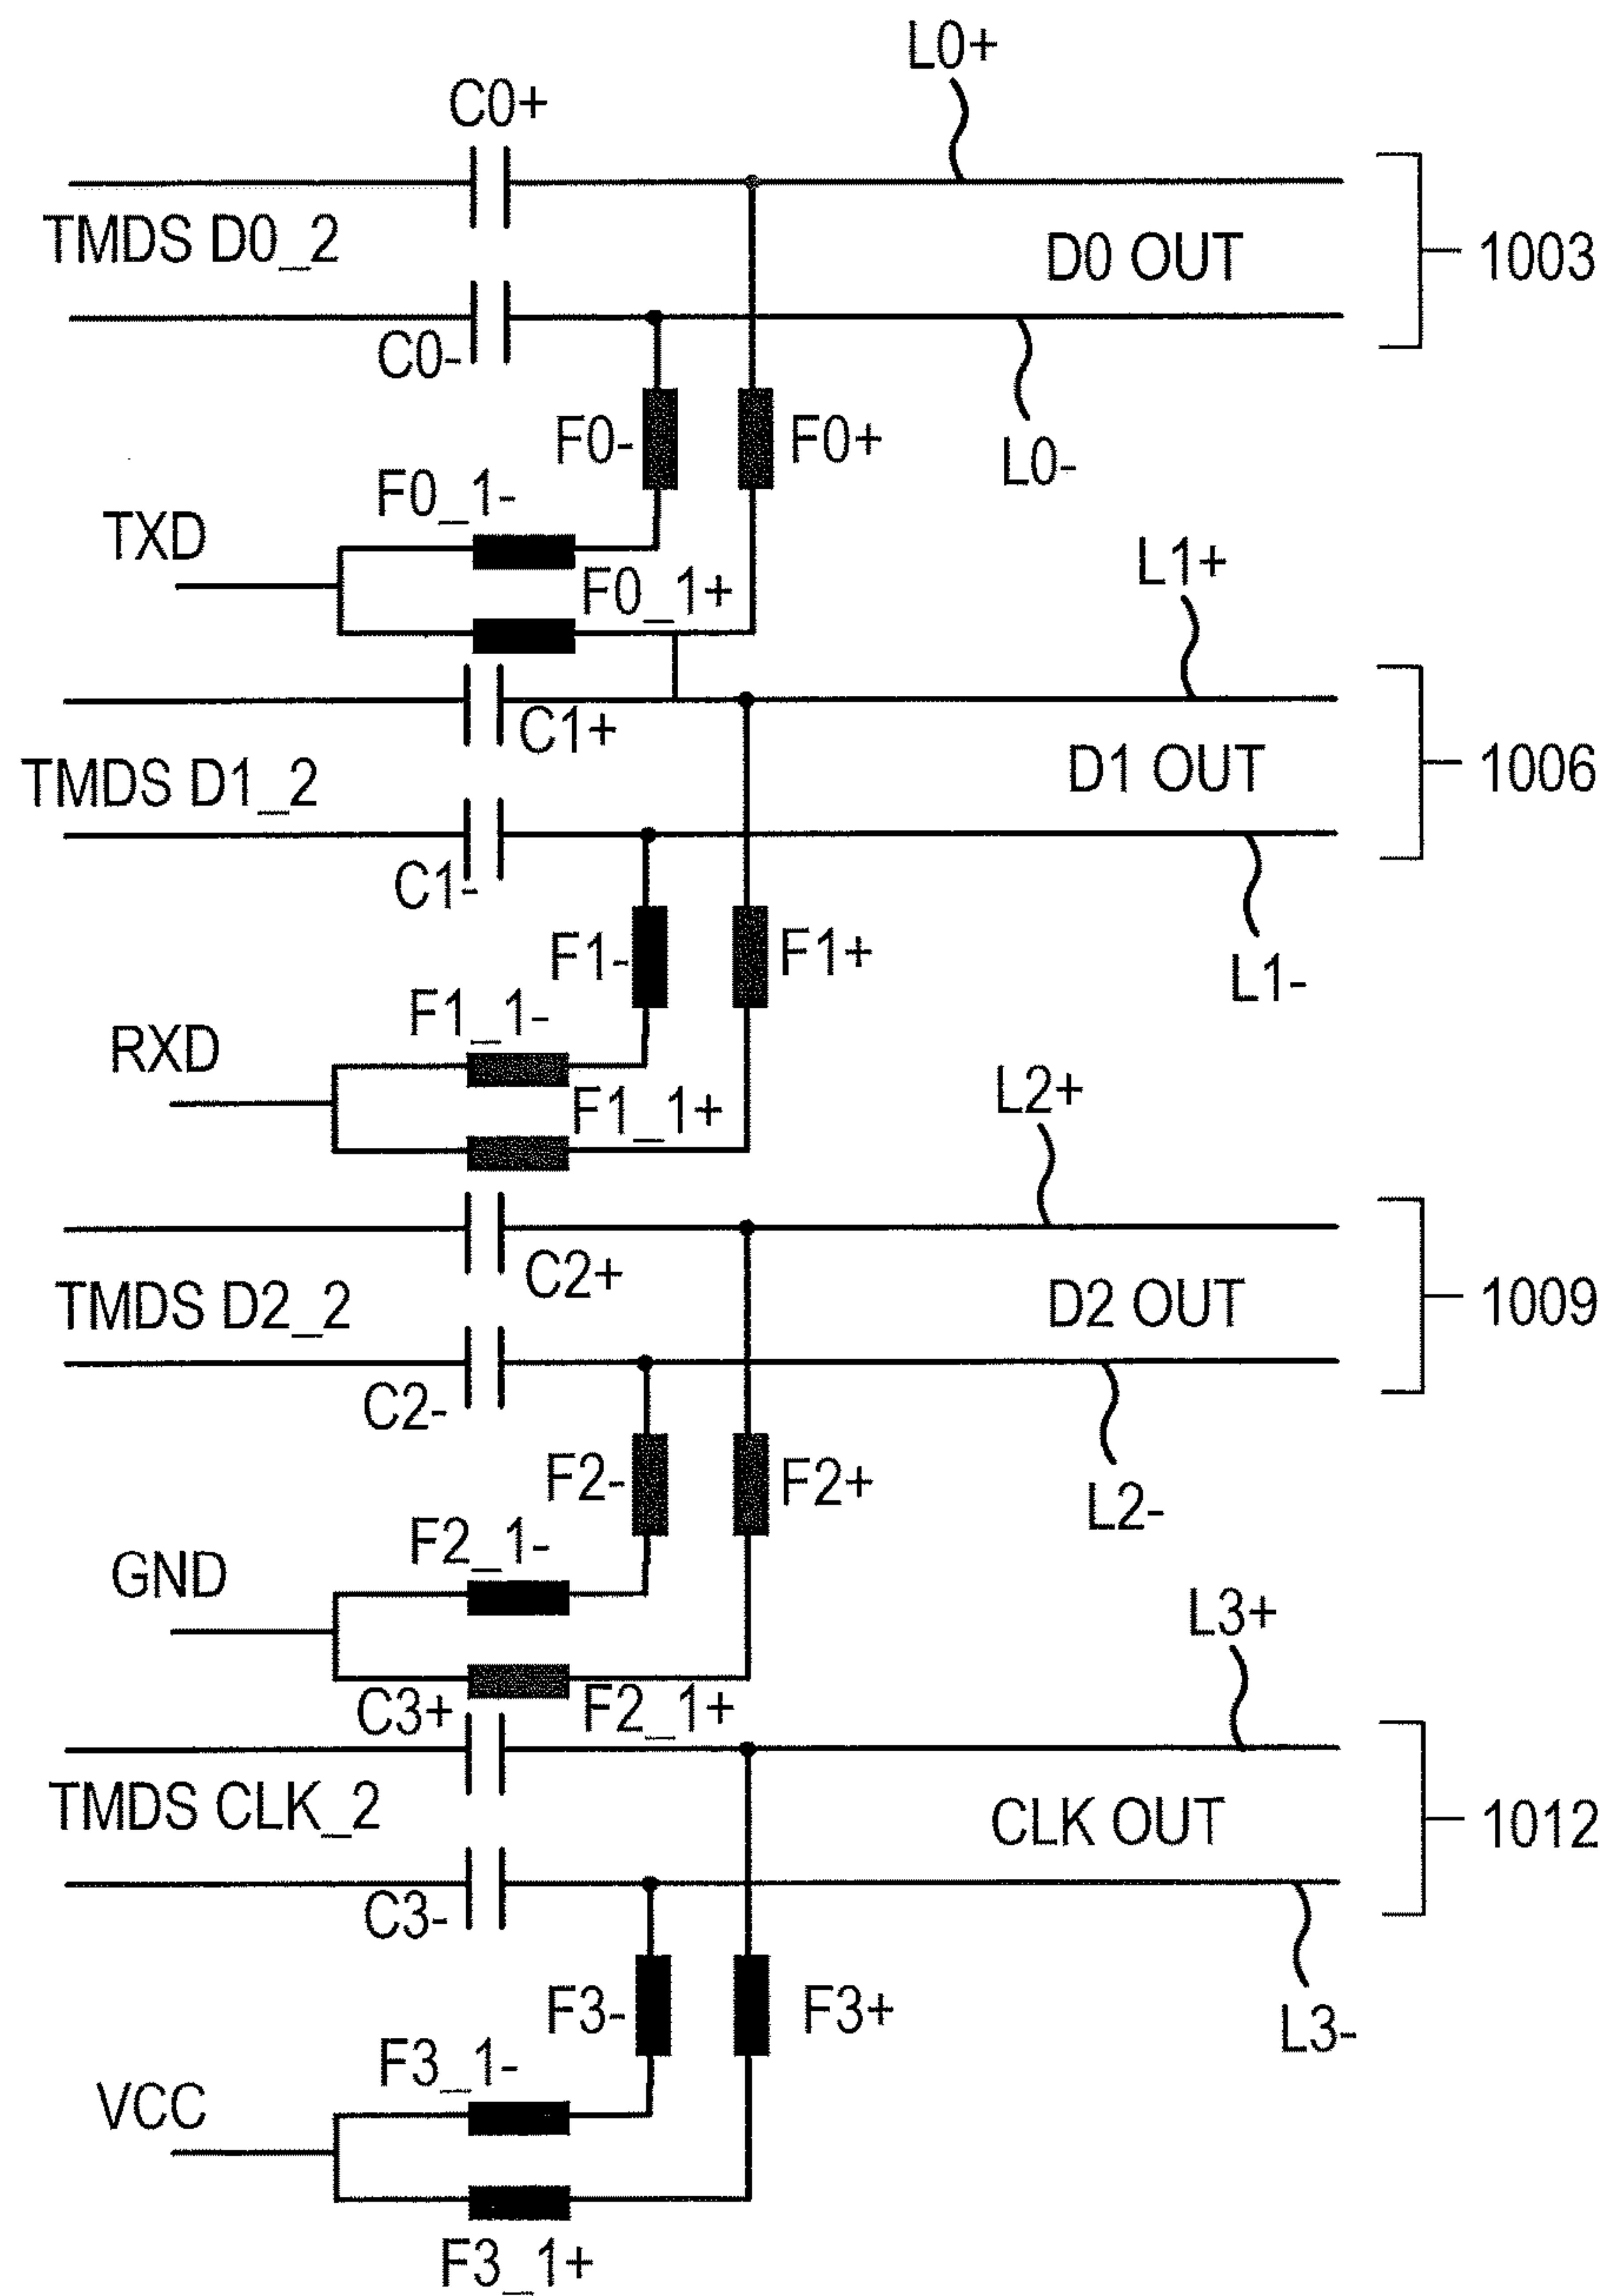 L0+
C0+
TMDS D0_2
D0 OUT
1003
C0-
F0-
F0+
L0-
F0_1-
TXD
F0_1+
L1+
C1+
TMDS D1_2
D1 OUT
1006
C1-
F1-
F1+
L1-
F1_1-
RXD
F1_1+
L2+
C2+
TMDS D2_2
D2 OUT
1009
C2-
F2-
F2+
L2-
F2_1-
GND
L3+
C3+
F2_1+
TMDS CLK_2
CLK OUT
1012
C3-
F3-
F3+
L3-
F3_1-
VCC
F3_1+